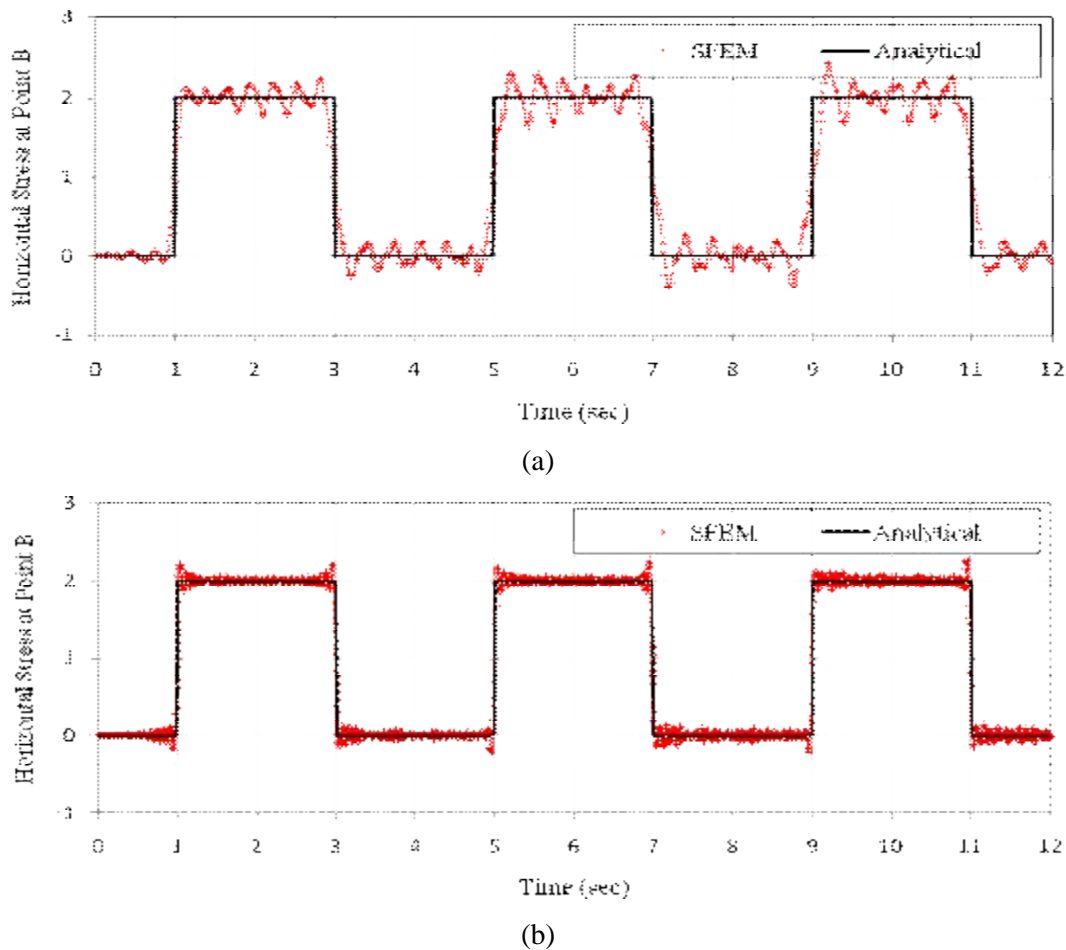 3
SFEM Analytical
2
1
0
-1
Horizontal Stress at Point B
0 1 2 3 4 5 6 7 8 9 10 11 12
Time (sec)
(a)
3
SFEM Analytical
2
1
0
Horizontal Stress at Point B
0 1 2 3 4 5 6 7 8 9 10 11 12
Time (sec)
(b)